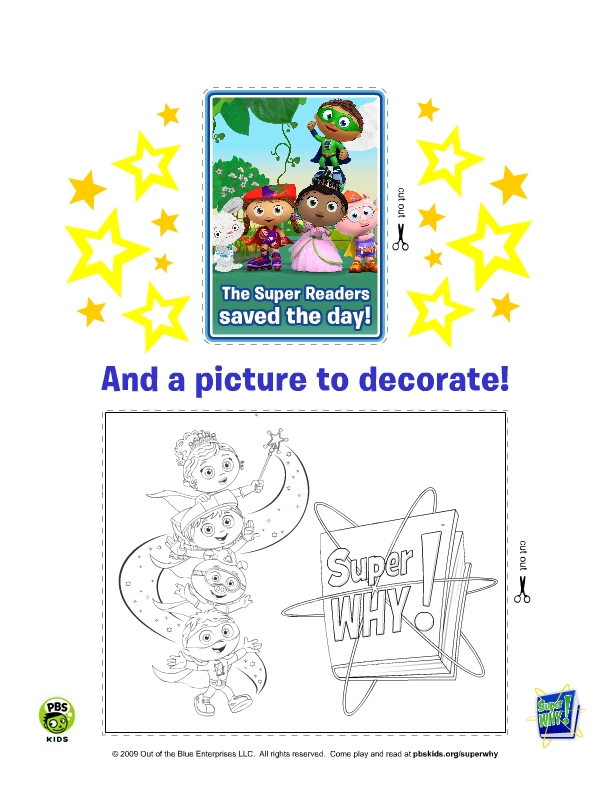 cut out
The Super Readers
saved the day!
And a picture to decorate!
Super
WHY!
cut out
PBS
KIDS
Super
WHY!
© 2009 Out of the Blue Enterprises LLC. All rights reserved. Come play and read at pbskids.org/superwhy